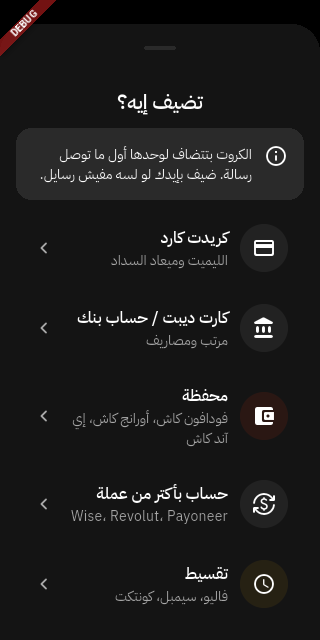 DEBUG
تضيف إيه؟
الكروت بتتضاف لوحدها أول ما توصل
رسالة. ضيف بإيدك لو لسه مفيش رسايل.
كريدت كارد
الليميت وميعاد السداد
كارت ديبت / حساب بنك
مرتب ومصاريف
محفظة
فودافون كاش، أورانج كاش، إي
آند كاش
حساب بأكتر من عملة
Wise، Revolut، Payoneer
تقسيط
فاليو، سيمبل، كونتكت